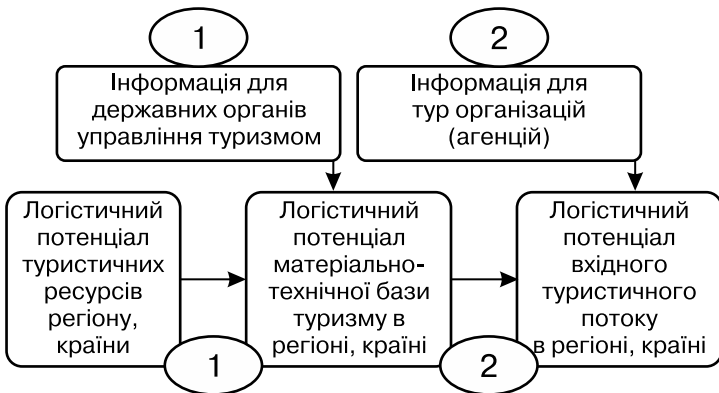 1
Інформація для
державних органів
управління туризмом
2
Інформація для
тур організацій
(агенцій)
Логістичний
потенціал
туристичних
ресурсів
регіону,
країни
Логістичний
потенціал
матеріально-
технічної бази
туризму в
регіоні, країні
Логістичний
потенціал
вхідного
туристичного
потоку
в регіоні, країні
1
2